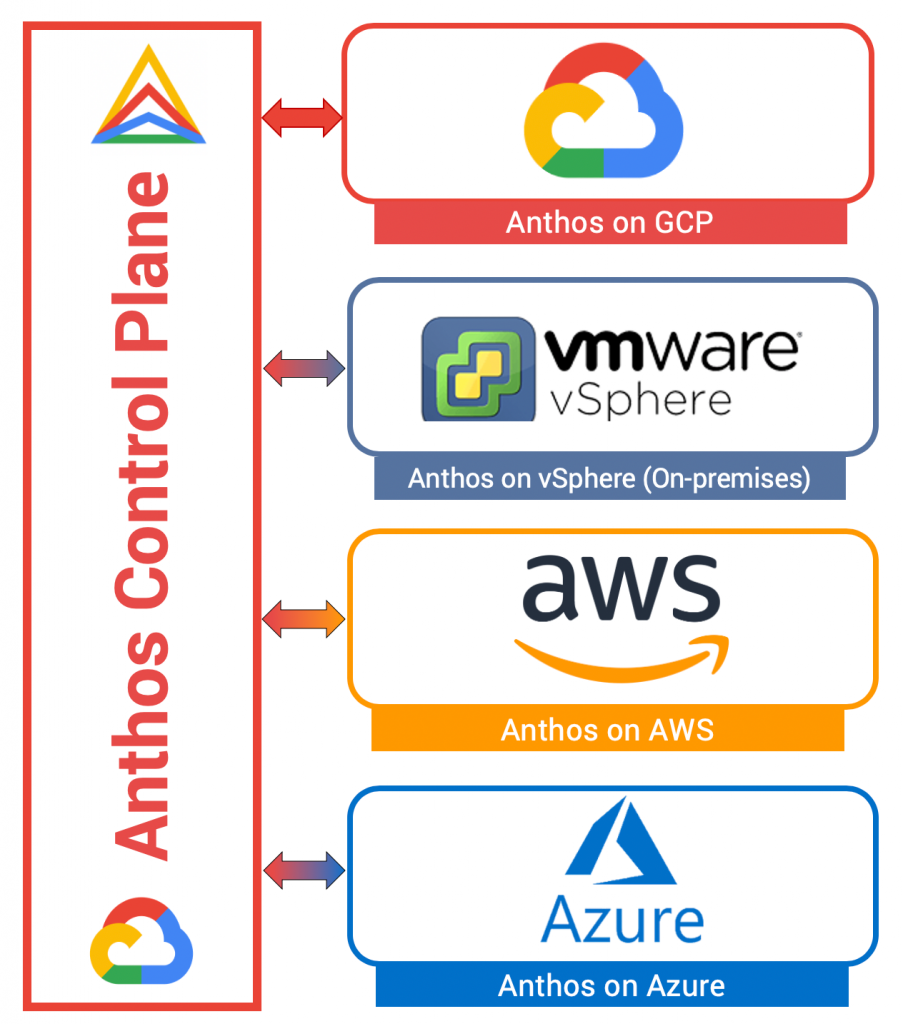 Anthos Control Plane
Anthos on GCP
vmware®
vSphere
Anthos on vSphere (On-premises)
aws
Anthos on AWS
Azure
Anthos on Azure